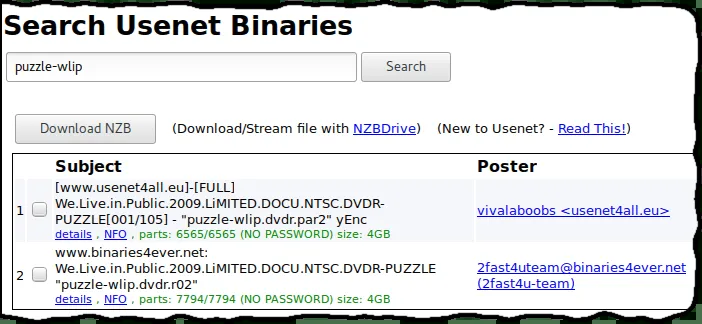 Search Usenet Binaries
puzzle-wlip
Search
Download NZB (Download/Stream file with NZBDrive) (New to Usenet? - Read This!)
Subject Poster
[www.usenet4all.eu]-[FULL]
We.Live.in.Public.2009.LiMITED.DOCU.NTSC.DVDR-
1 PUZZLE[001/105] - "puzzle-wlip.dvdr.par2" yEnc vivalaboobs <usenet4all.eu>
details , NFO , parts: 6565/6565 (NO PASSWORD) size: 4GB
www.binaries4ever.net:
We.Live.in.Public.2009.LiMITED.DOCU.NTSC.DVDR-PUZZLE 2fast4uteam@binaries4ever.net
2 "puzzle-wlip.dvdr.r02" (2fast4u-team)
details , NFO , parts: 7794/7794 (NO PASSWORD) size: 4GB